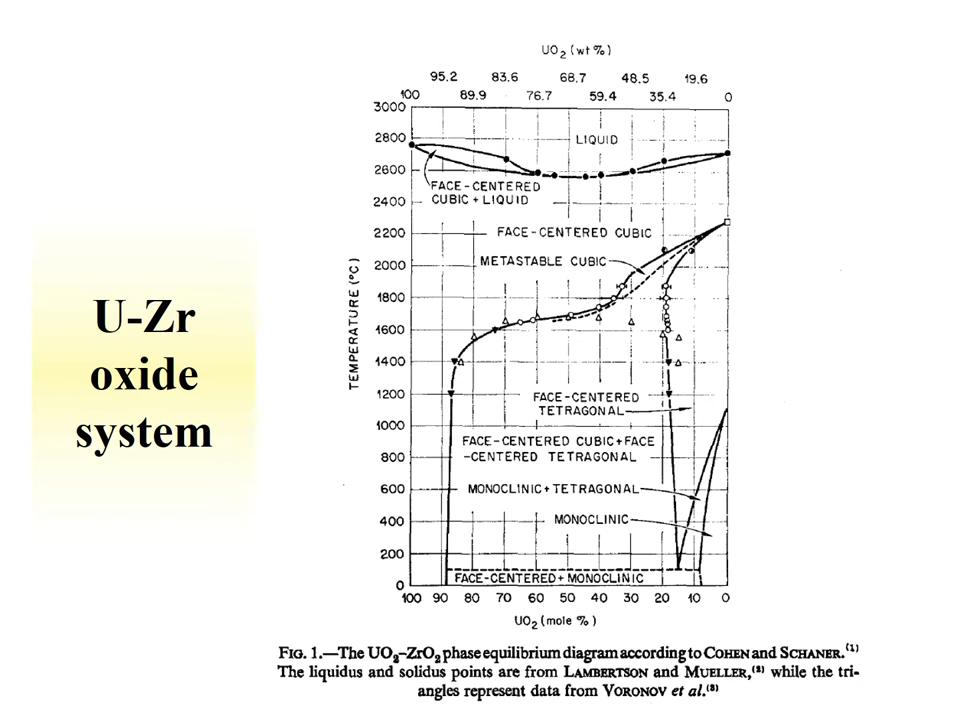 U-Zr
oxide
system
UO2 (wt %)
95.2 83.6 68.7 48.5 19.6
100 89.9 76.7 59.4 35.4 0
3000
2800
2600
2400
2200
2000
1800
1600
1400
1200
1000
800
600
400
200
0
TEMPERATURE (°C)
LIQUID
FACE-CENTERED
CUBIC + LIQUID
FACE-CENTERED CUBIC
METASTABLE CUBIC
FACE-CENTERED
TETRAGONAL
FACE-CENTERED CUBIC + FACE
-CENTERED TETRAGONAL
MONOCLINIC + TETRAGONAL
MONOCLINIC
FACE-CENTERED + MONOCLINIC
100 90 80 70 60 50 40 30 20 10 0
UO2 (mole %)
FIG. 1.—The UO2–ZrO2 phase equilibrium diagram according to COHEN and SCHANER.(1)
The liquidus and solidus points are from LAMBERTSON and MUELLER,(2) while the tri-
angles represent data from VORONOV et al.(3)